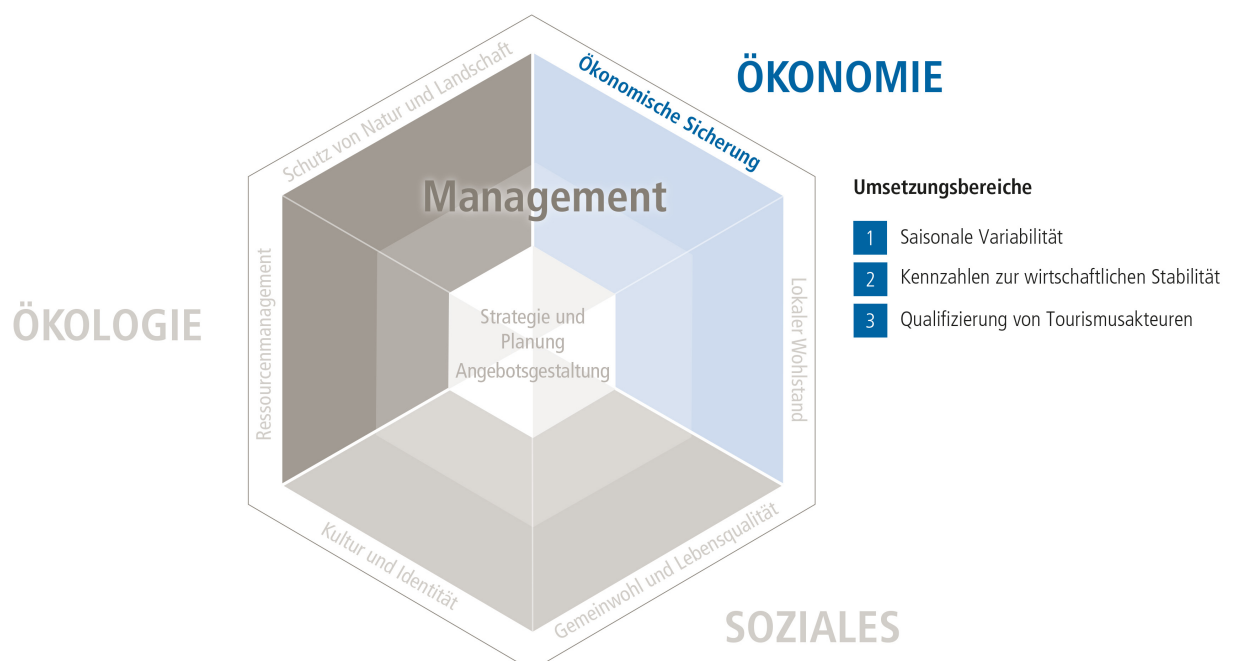 ÖKONOMIE
Ökonomische Sicherung
Schutz von Natur und Landschaft
Management
Umsetzungsbereiche
1 Saisonale Variabilität
2 Kennzahlen zur wirtschaftlichen Stabilität
3 Qualifizierung von Tourismusakteuren
ÖKOLOGIE
Ressourcenmanagement
Strategie und
Planung
Angebotsgestaltung
Lokaler Wohlstand
Kultur und Identität
Gemeinwohl und Lebensqualität
SOZIALES